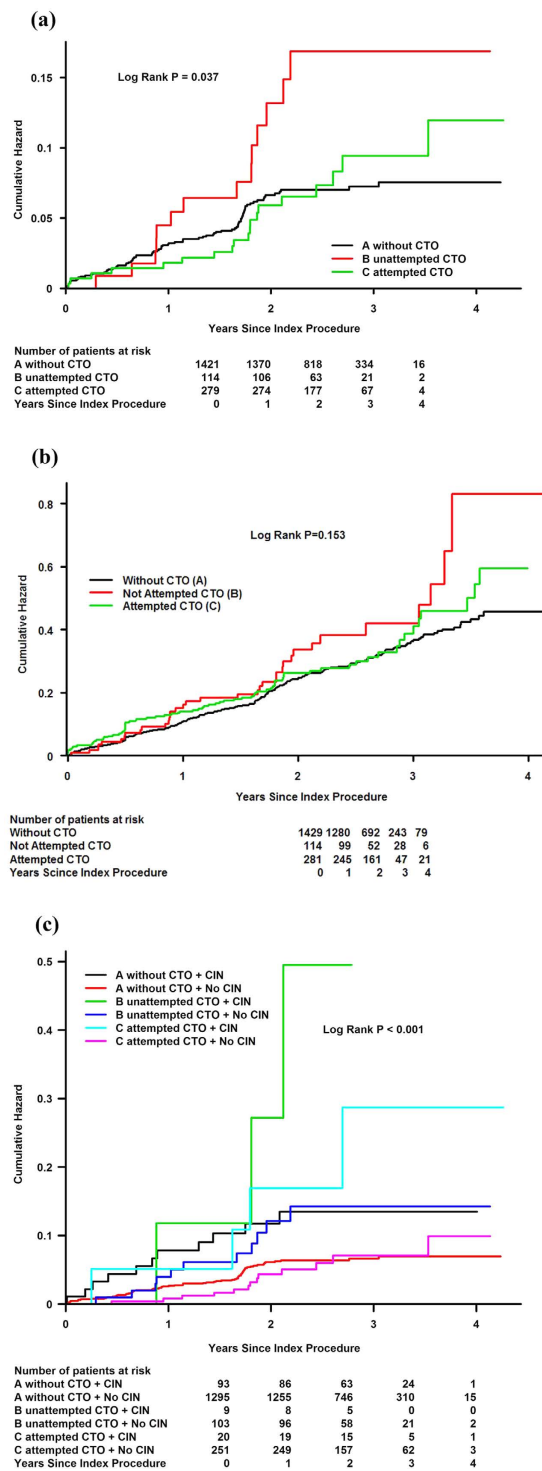 (a)
Log Rank P = 0.037
0.15
0.1
0.05
0
Cumulative Hazard
A without CTO
B unattempted CTO
C attempted CTO
0 1 2 3 4
Years Since Index Procedure
Number of patients at risk
A without CTO 1421 1370 818 334 16
B unattempted CTO 114 106 63 21 2
C attempted CTO 279 274 177 67 4
Years Since Index Procedure 0 1 2 3 4
(b)
0.8
0.6
0.4
0.2
0
Cumulative Hazard
Log Rank P=0.153
Without CTO (A)
Not Attempted CTO (B)
Attempted CTO (C)
0 1 2 3 4
Years Since Index Procedure
Number of patients at risk
Without CTO 1429 1280 692 243 79
Not Attempted CTO 114 99 52 28 6
Attempted CTO 281 245 161 47 21
Years Scince Index Procedure 0 1 2 3 4
(c)
0.5
0.4
0.3
0.2
0.1
0
Cumulative Hazard
A without CTO + CIN
A without CTO + No CIN
B unattempted CTO + CIN
B unattempted CTO + No CIN
C attempted CTO + CIN
C attempted CTO + No CIN
Log Rank P < 0.001
0 1 2 3 4
Years Since Index Procedure
Number of patients at risk
A without CTO + CIN 93 86 63 24 1
A without CTO + No CIN 1295 1255 746 310 15
B unattempted CTO + CIN 9 8 5 0 0
B unattempted CTO + No CIN 103 96 58 21 2
C attempted CTO + CIN 20 19 15 5 1
C attempted CTO + No CIN 251 249 157 62 3
Years Since Index Procedure 0 1 2 3 4